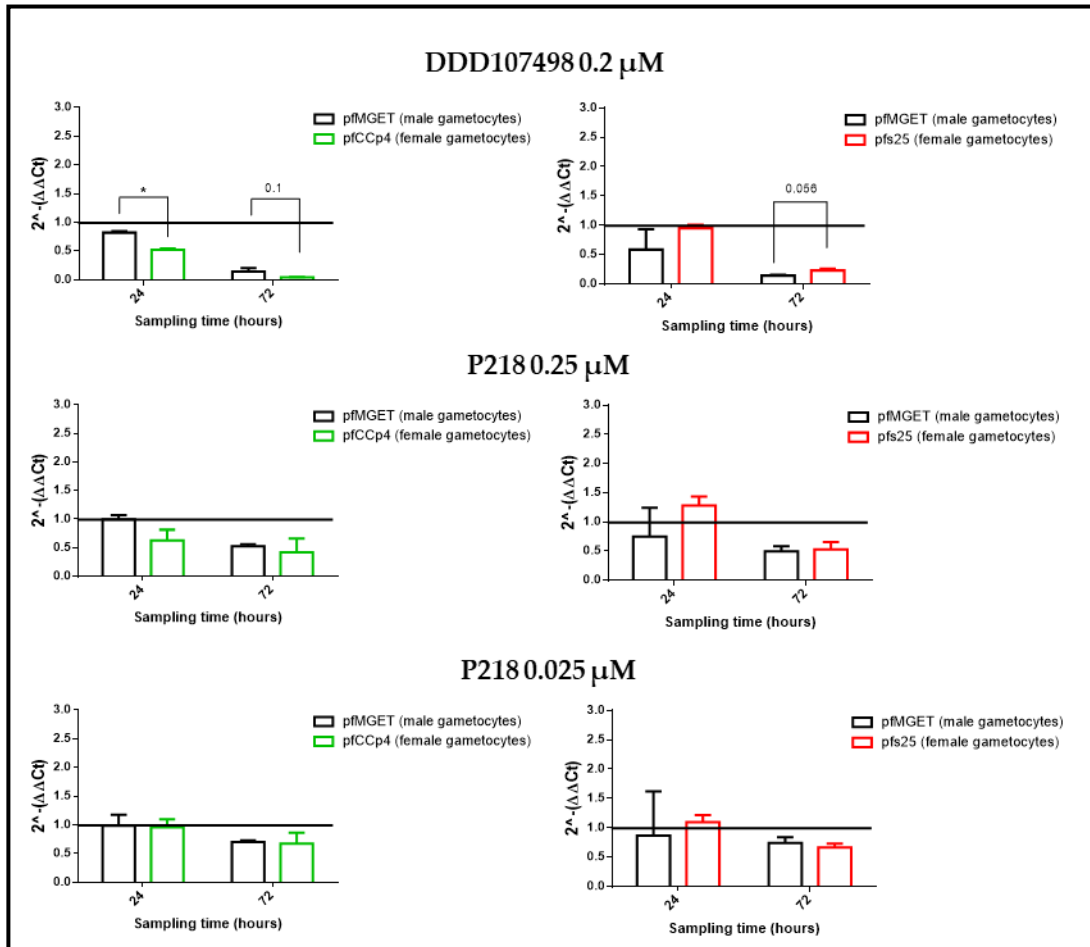 DDD107498 0.2 μM
3.0
2.5
2.0
1.5
1.0
0.5
0.0
2^-(ΔΔCt)
pfMGET (male gametocytes)
pfCCp4 (female gametocytes)
*
0.1
24
72
Sampling time (hours)
3.0
2.5
2.0
1.5
1.0
0.5
0.0
2^-(ΔΔCt)
pfMGET (male gametocytes)
pfs25 (female gametocytes)
0.056
24
72
Sampling time (hours)
P218 0.25 μM
3.0
2.5
2.0
1.5
1.0
0.5
0.0
2^-(ΔΔCt)
pfMGET (male gametocytes)
pfCCp4 (female gametocytes)
24
72
Sampling time (hours)
3.0
2.5
2.0
1.5
1.0
0.5
0.0
2^-(ΔΔCt)
pfMGET (male gametocytes)
pfs25 (female gametocytes)
24
72
Sampling time (hours)
P218 0.025 μM
3.0
2.5
2.0
1.5
1.0
0.5
0.0
2^-(ΔΔCt)
pfMGET (male gametocytes)
pfCCp4 (female gametocytes)
24
72
Sampling time (hours)
3.0
2.5
2.0
1.5
1.0
0.5
0.0
2^-(ΔΔCt)
pfMGET (male gametocytes)
pfs25 (female gametocytes)
24
72
Sampling time (hours)